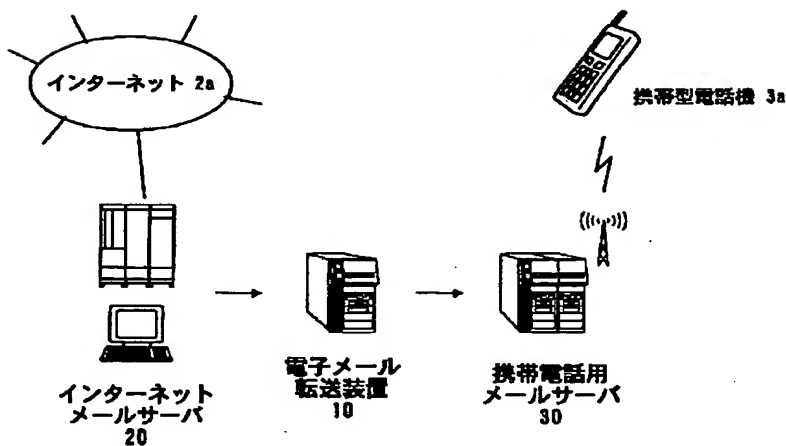 インターネット 2a
携帯型電話機 3a
インターネット
メールサーバ
20
電子メール
転送装置
10
携帯電話用
メールサーバ
30